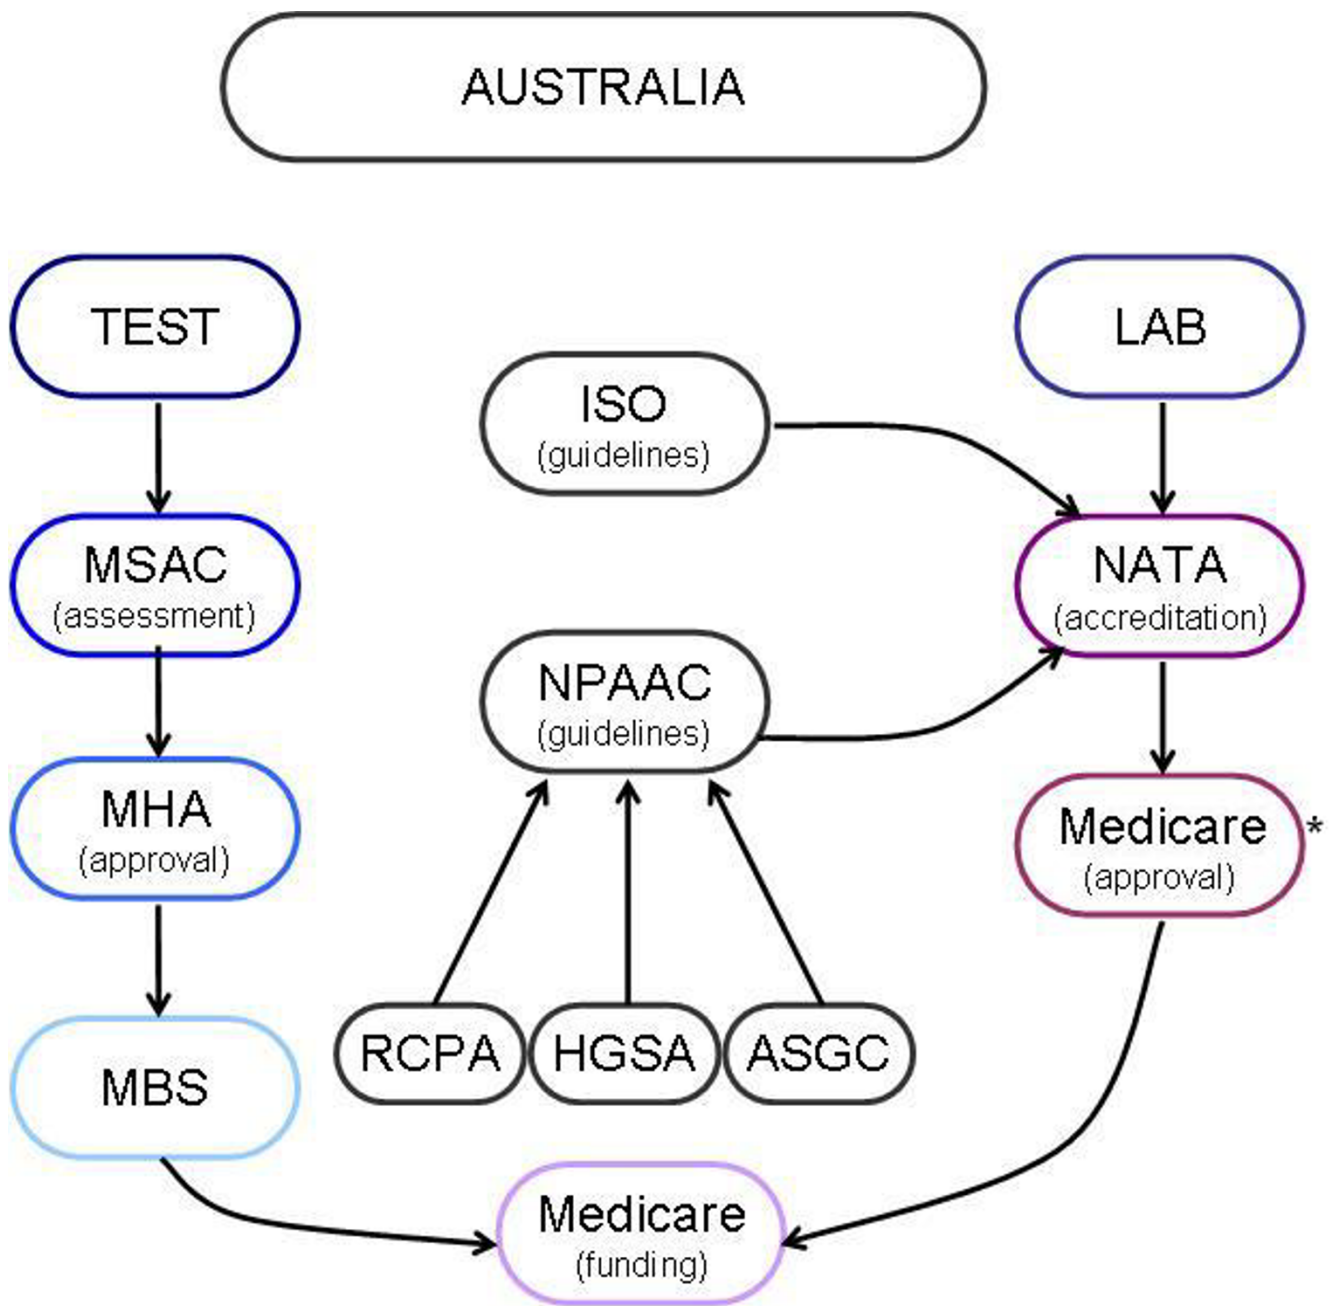 AUSTRALIA
TEST
LAB
ISO
(guidelines)
MSAC
(assessment)
NATA
(accreditation)
NPAAC
(guidelines)
MHA
(approval)
Medicare *
(approval)
RCPA
HGSA
ASGC
MBS
Medicare
(funding)